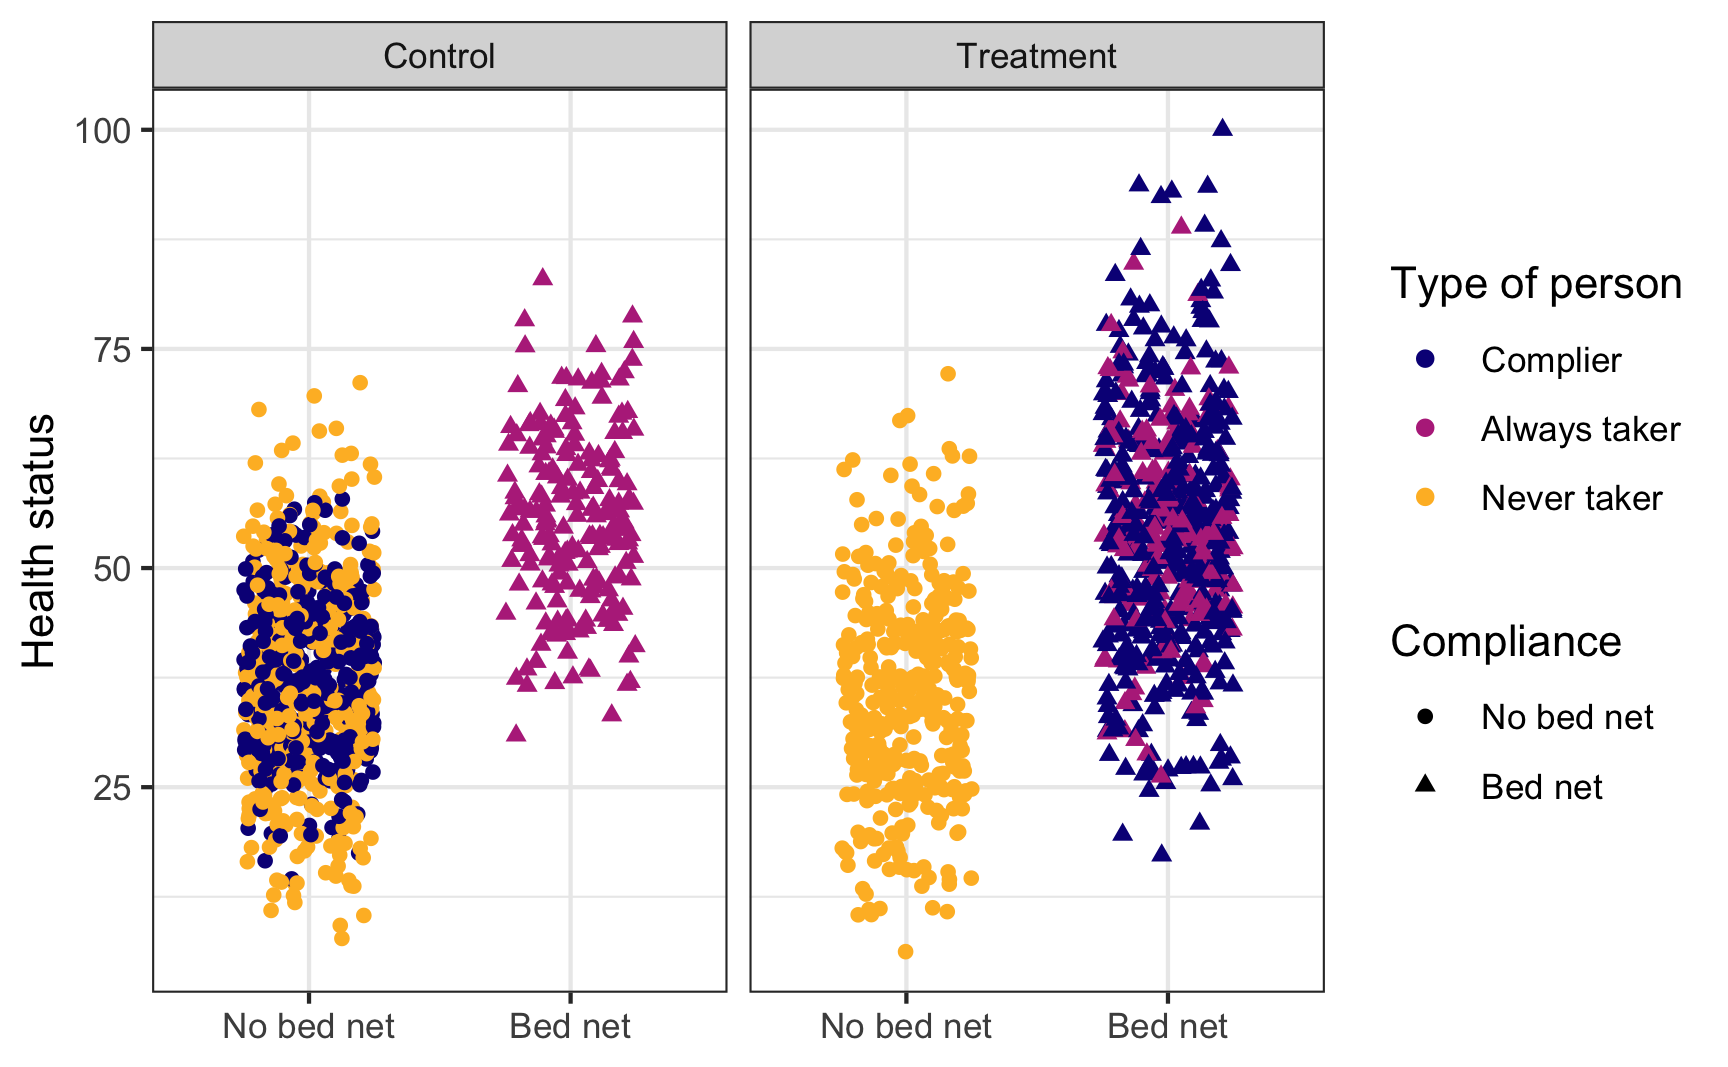 Control
Treatment
Health status
100
75
50
25
No bed net
Bed net
No bed net
Bed net
Type of person
Complier
Always taker
Never taker
Compliance
No bed net
Bed net